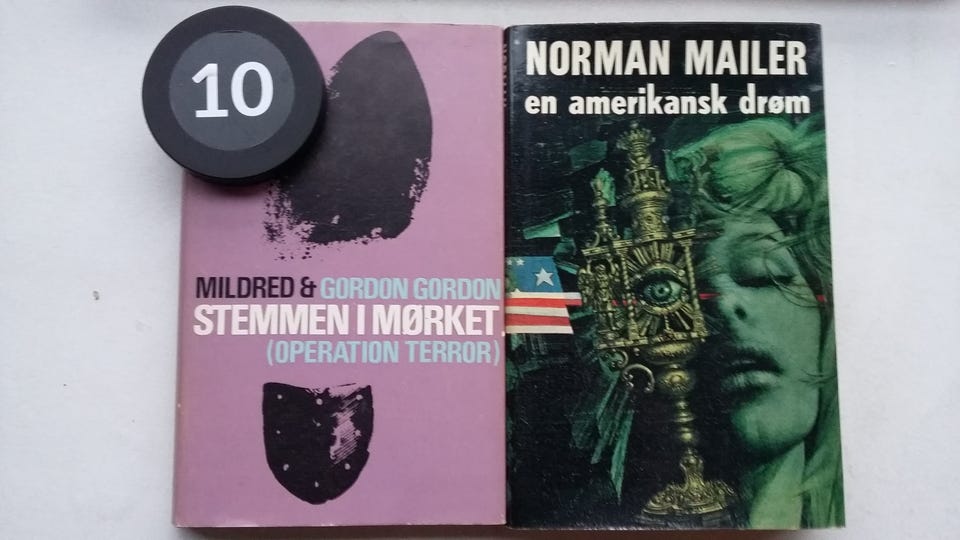 10
MILDRED & GORDON GORDON
STEMMEN I MØRKET
(OPERATION TERROR)
NORMAN MAILER
en amerikansk drøm